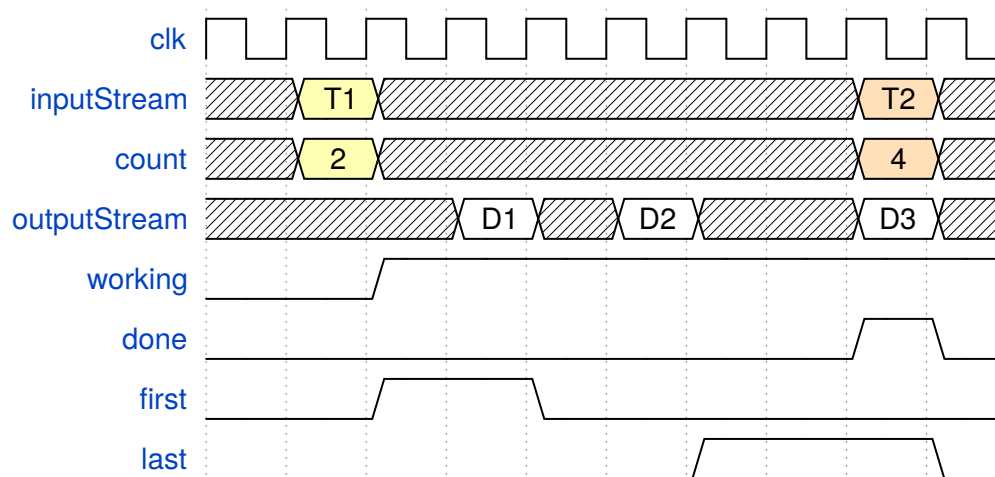 clk
inputStream T1 T2
count 2 4
outputStream D1 D2 D3
working
done
first
last